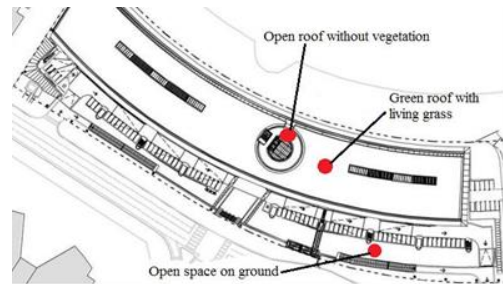 Open roof without vegetation
Green roof with
living grass
Open space on ground